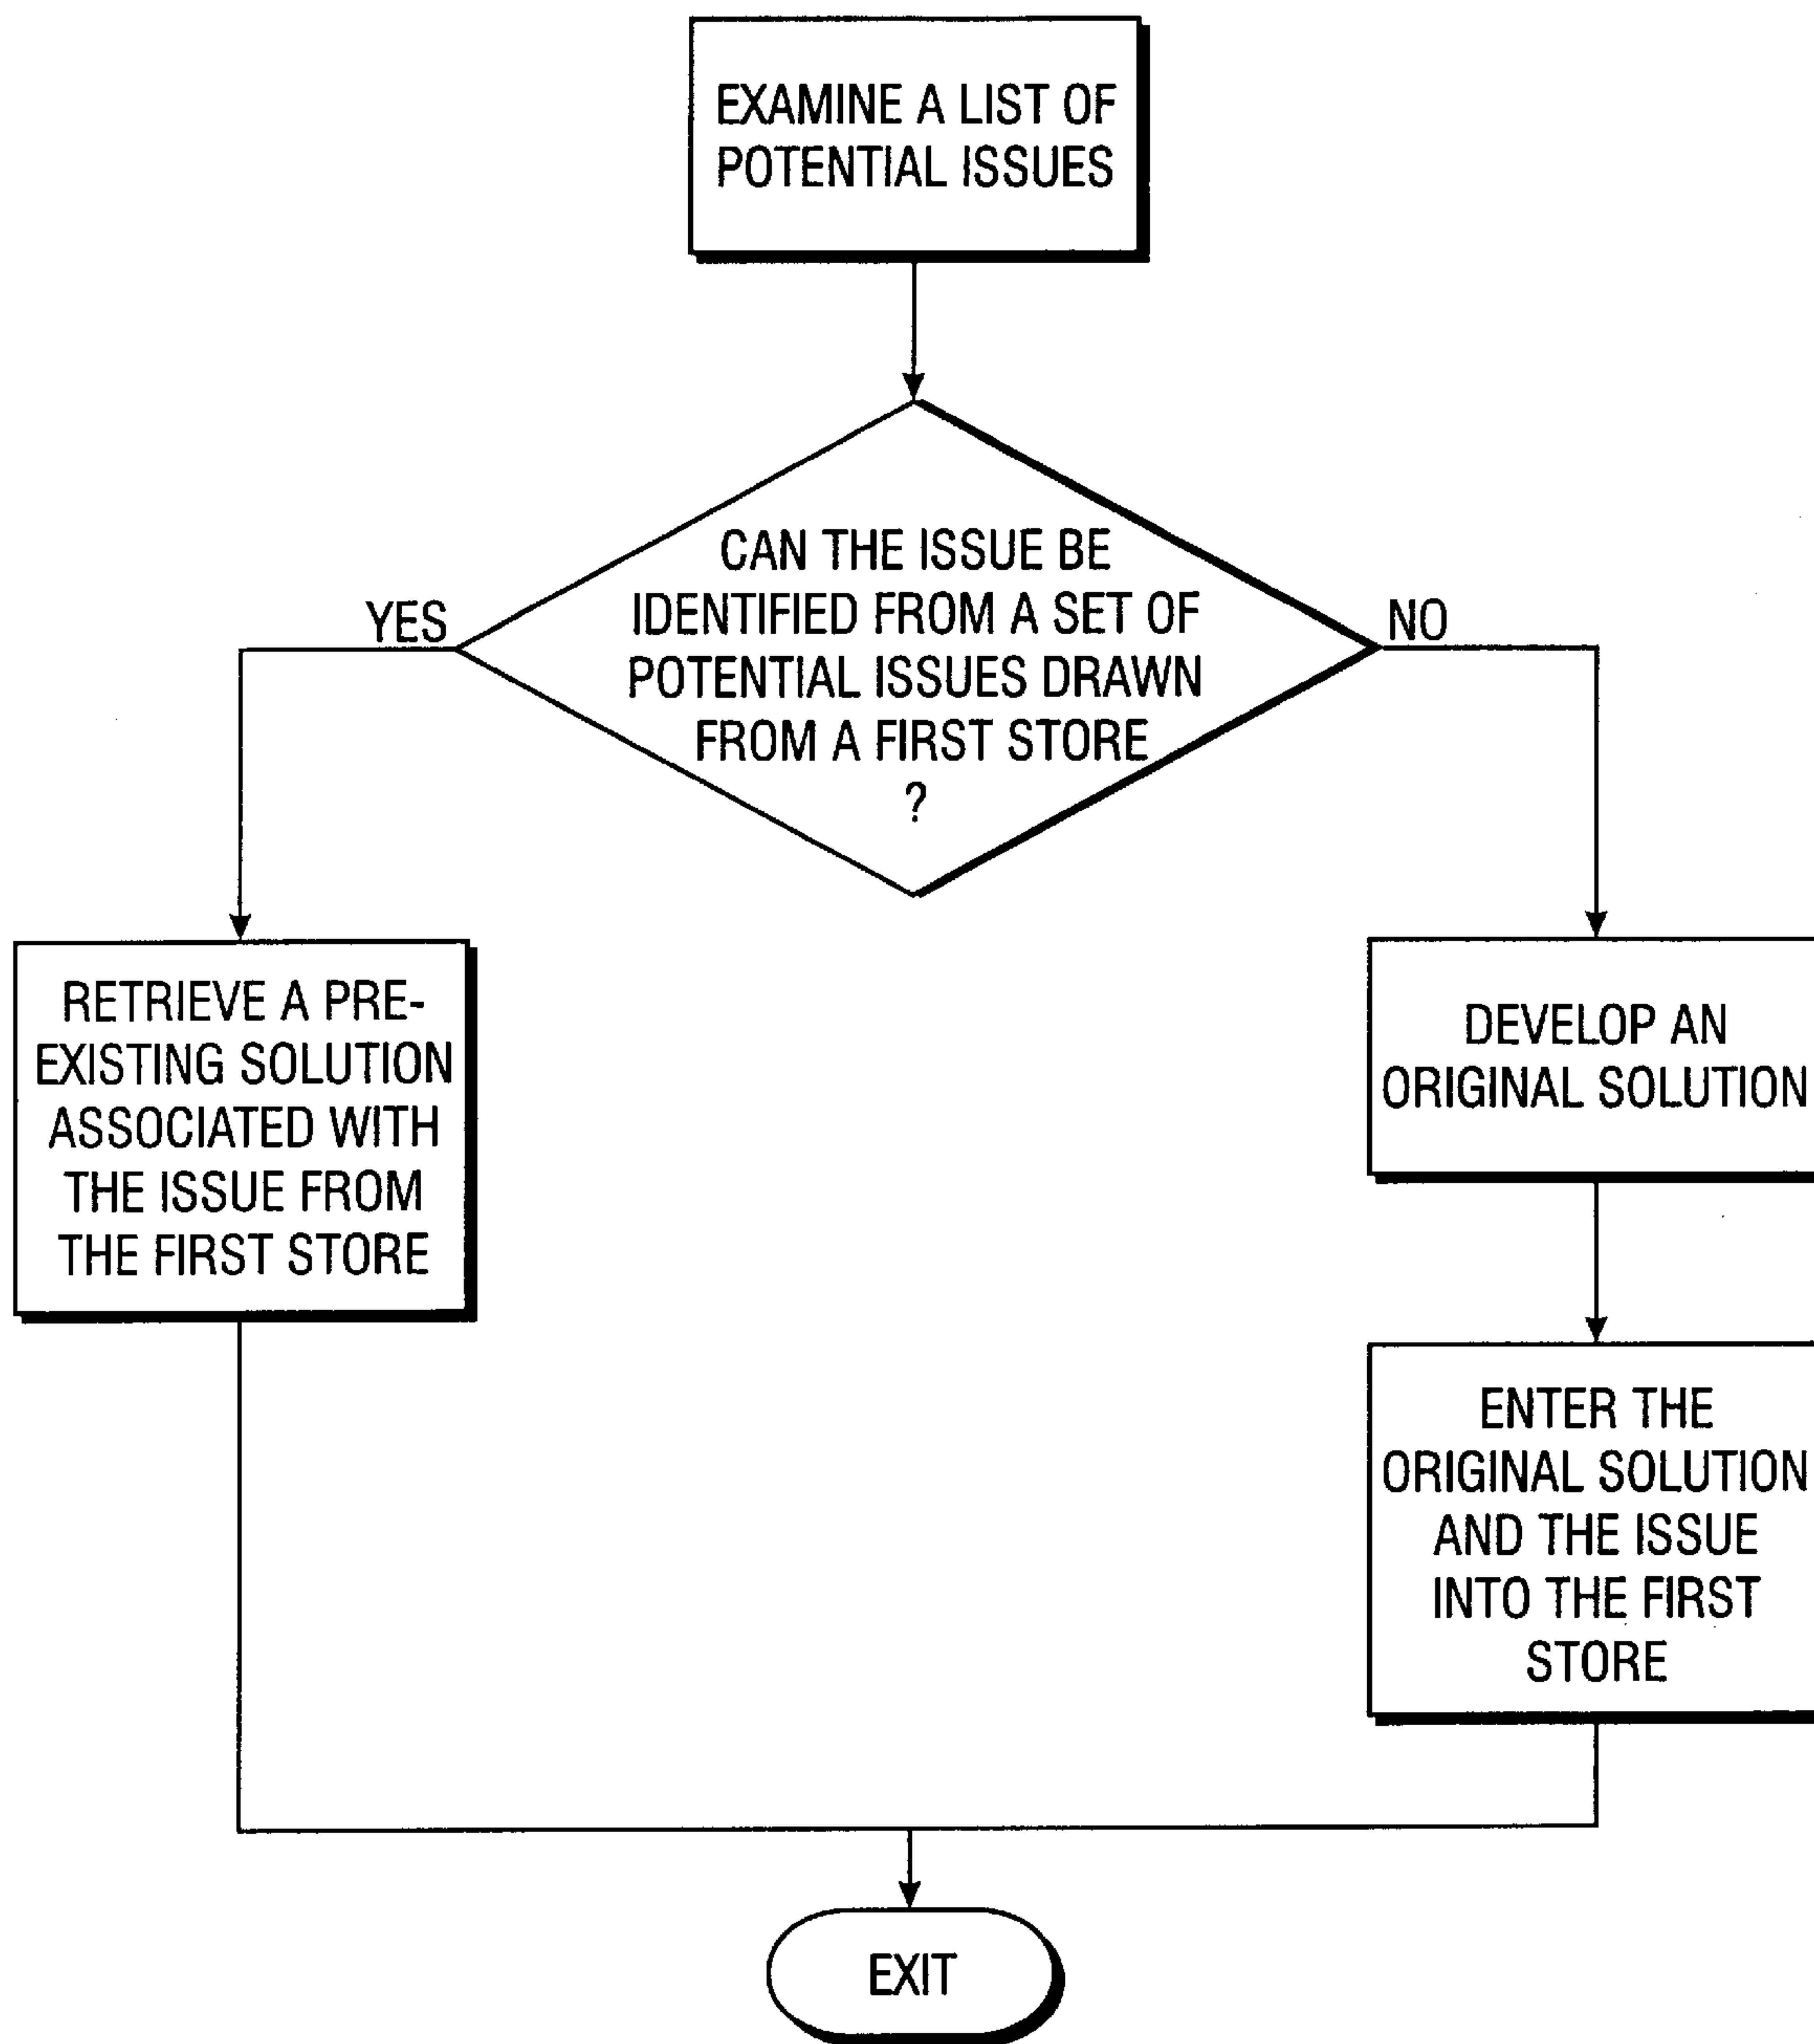 EXAMINE A LIST OF
POTENTIAL ISSUES
CAN THE ISSUE BE
IDENTIFIED FROM A SET OF
POTENTIAL ISSUES DRAWN
FROM A FIRST STORE
?
YES
NO
RETRIEVE A PRE-
EXISTING SOLUTION
ASSOCIATED WITH
THE ISSUE FROM
THE FIRST STORE
DEVELOP AN
ORIGINAL SOLUTION
ENTER THE
ORIGINAL SOLUTION
AND THE ISSUE
INTO THE FIRST
STORE
EXIT